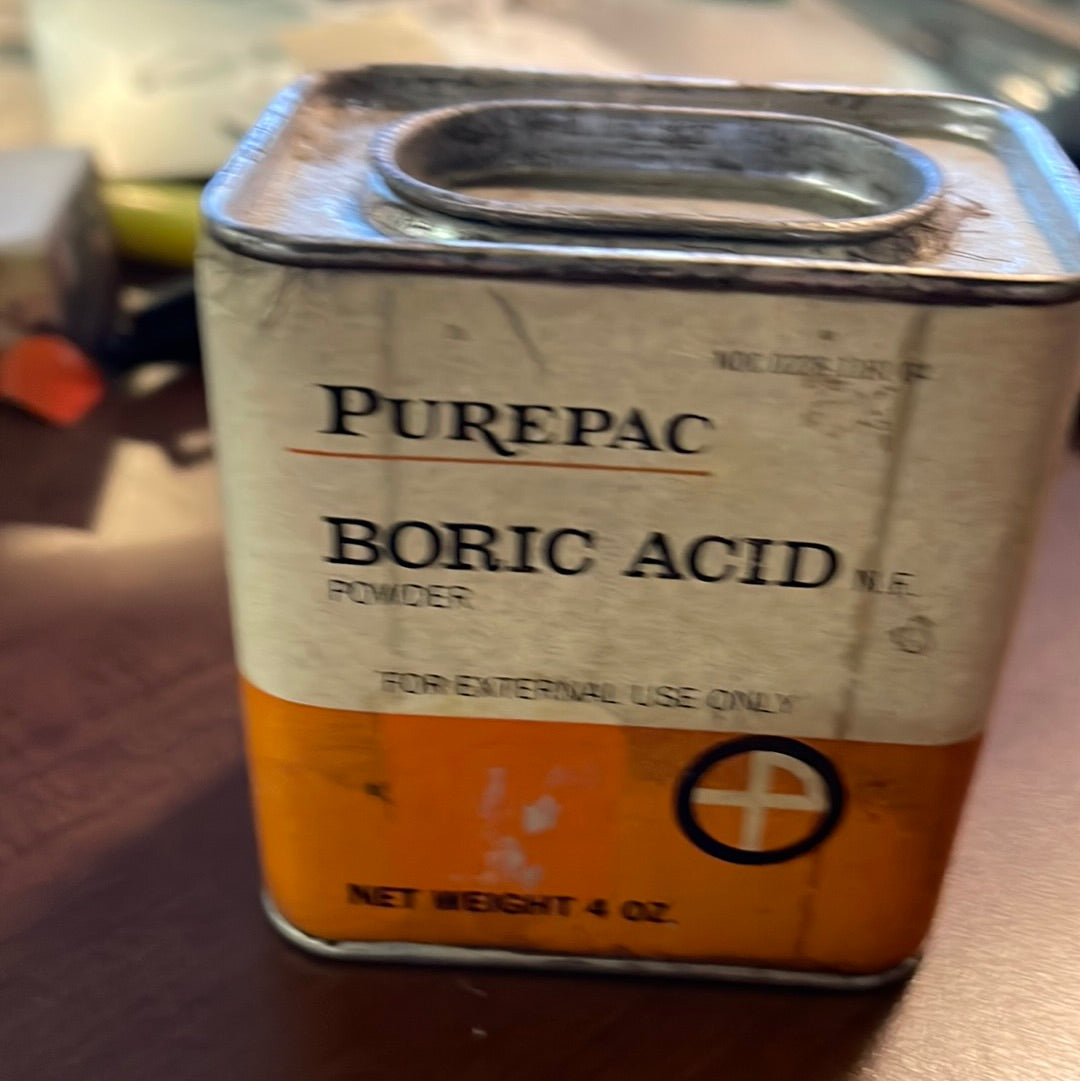 PUREPAC
BORIC ACID N.F.
POWDER
FOR EXTERNAL USE ONLY
NET WEIGHT 4 OZ.